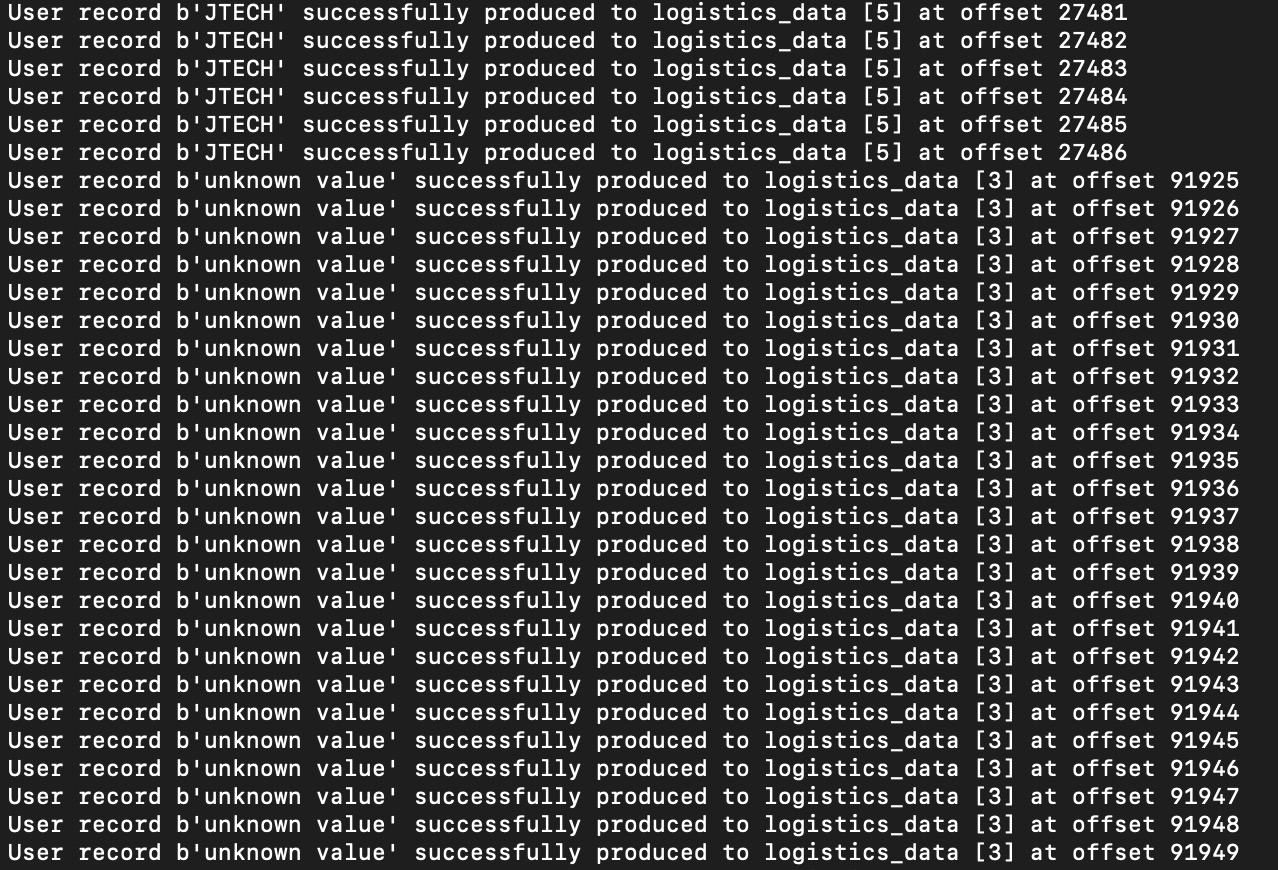 User record b'JTECH' successfully produced to logistics_data [5] at offset 27481
User record b'JTECH' successfully produced to logistics_data [5] at offset 27482
User record b'JTECH' successfully produced to logistics_data [5] at offset 27483
User record b'JTECH' successfully produced to logistics_data [5] at offset 27484
User record b'JTECH' successfully produced to logistics_data [5] at offset 27485
User record b'JTECH' successfully produced to logistics_data [5] at offset 27486
User record b'unknown value' successfully produced to logistics_data [3] at offset 91925
User record b'unknown value' successfully produced to logistics_data [3] at offset 91926
User record b'unknown value' successfully produced to logistics_data [3] at offset 91927
User record b'unknown value' successfully produced to logistics_data [3] at offset 91928
User record b'unknown value' successfully produced to logistics_data [3] at offset 91929
User record b'unknown value' successfully produced to logistics_data [3] at offset 91930
User record b'unknown value' successfully produced to logistics_data [3] at offset 91931
User record b'unknown value' successfully produced to logistics_data [3] at offset 91932
User record b'unknown value' successfully produced to logistics_data [3] at offset 91933
User record b'unknown value' successfully produced to logistics_data [3] at offset 91934
User record b'unknown value' successfully produced to logistics_data [3] at offset 91935
User record b'unknown value' successfully produced to logistics_data [3] at offset 91936
User record b'unknown value' successfully produced to logistics_data [3] at offset 91937
User record b'unknown value' successfully produced to logistics_data [3] at offset 91938
User record b'unknown value' successfully produced to logistics_data [3] at offset 91939
User record b'unknown value' successfully produced to logistics_data [3] at offset 91940
User record b'unknown value' successfully produced to logistics_data [3] at offset 91941
User record b'unknown value' successfully produced to logistics_data [3] at offset 91942
User record b'unknown value' successfully produced to logistics_data [3] at offset 91943
User record b'unknown value' successfully produced to logistics_data [3] at offset 91944
User record b'unknown value' successfully produced to logistics_data [3] at offset 91945
User record b'unknown value' successfully produced to logistics_data [3] at offset 91946
User record b'unknown value' successfully produced to logistics_data [3] at offset 91947
User record b'unknown value' successfully produced to logistics_data [3] at offset 91948
User record b'unknown value' successfully produced to logistics_data [3] at offset 91949